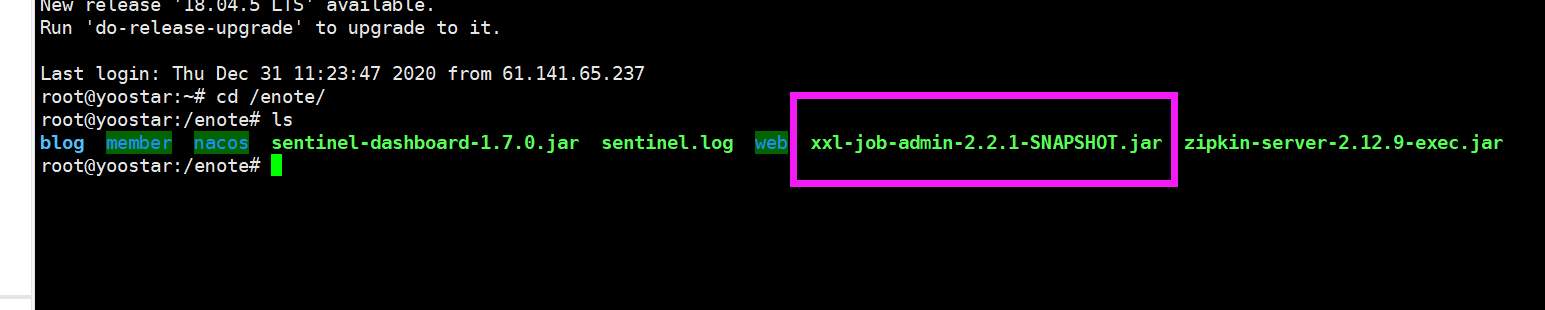 New release '18.04.5 LTS' available.
Run 'do-release-upgrade' to upgrade to it.
Last login: Thu Dec 31 11:23:47 2020 from 61.141.65.237
root@yoostar:~# cd /enote/
root@yoostar:/enote# ls
blog  member  nacos  sentinel-dashboard-1.7.0.jar  sentinel.log  web  xxl-job-admin-2.2.1-SNAPSHOT.jar  zipkin-server-2.12.9-exec.jar
root@yoostar:/enote#